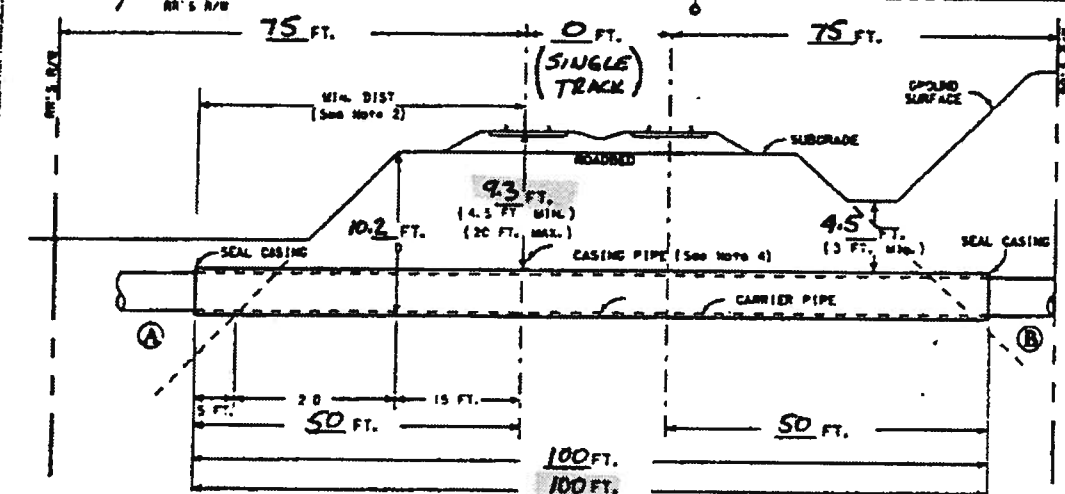 RR'S R/W
75 FT.
0 FT.
75 FT.
(SINGLE
TRACK)
RR'S R/W
MIN. DIST
(See Note 2)
GROUND
SURFACE
SUBGRADE
ROADBED
9.3 FT.
(4.5 FT MIN.)
(20 FT. MAX.)
10.2 FT.
D
4.5 FT.
(3 FT. MIN.)
SEAL CASING
CASING PIPE (See Note 4)
SEAL CASING
CARRIER PIPE
A
B
5 FT.
2 D
15 FT.
50 FT.
50 FT.
100 FT.
100 FT.